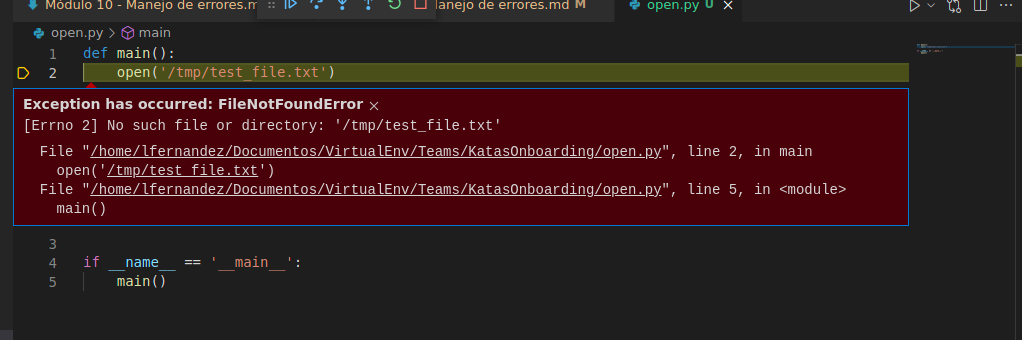 Módulo 10 - Manejo de errores.m
lanejo de errores.md M
open.py U
open.py > main
1 def main():
2 open('/tmp/test_file.txt')
Exception has occurred: FileNotFoundError
[Errno 2] No such file or directory: '/tmp/test_file.txt'
File "/home/lfernandez/Documentos/VirtualEnv/Teams/KatasOnboarding/open.py", line 2, in main
open('/tmp/test_file.txt')
File "/home/lfernandez/Documentos/VirtualEnv/Teams/KatasOnboarding/open.py", line 5, in <module>
main()
3
4 if __name__ == '__main__':
5 main()